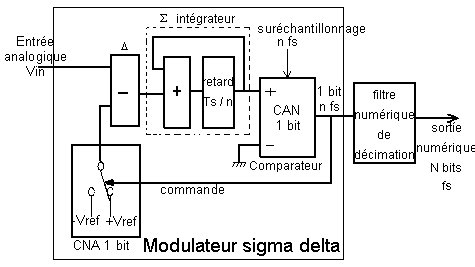 Σ intégrateur
suréchantillonnage
n fs
Entrée
analogique
Vin
Δ
−
+
retard
Ts / n
+
−
CAN
1 bit
1 bit
n fs
filtre
numérique
de
décimation
sortie
numérique
N bits
fs
Comparateur
commande
-Vref
+Vref
CNA 1 bit
Modulateur sigma delta